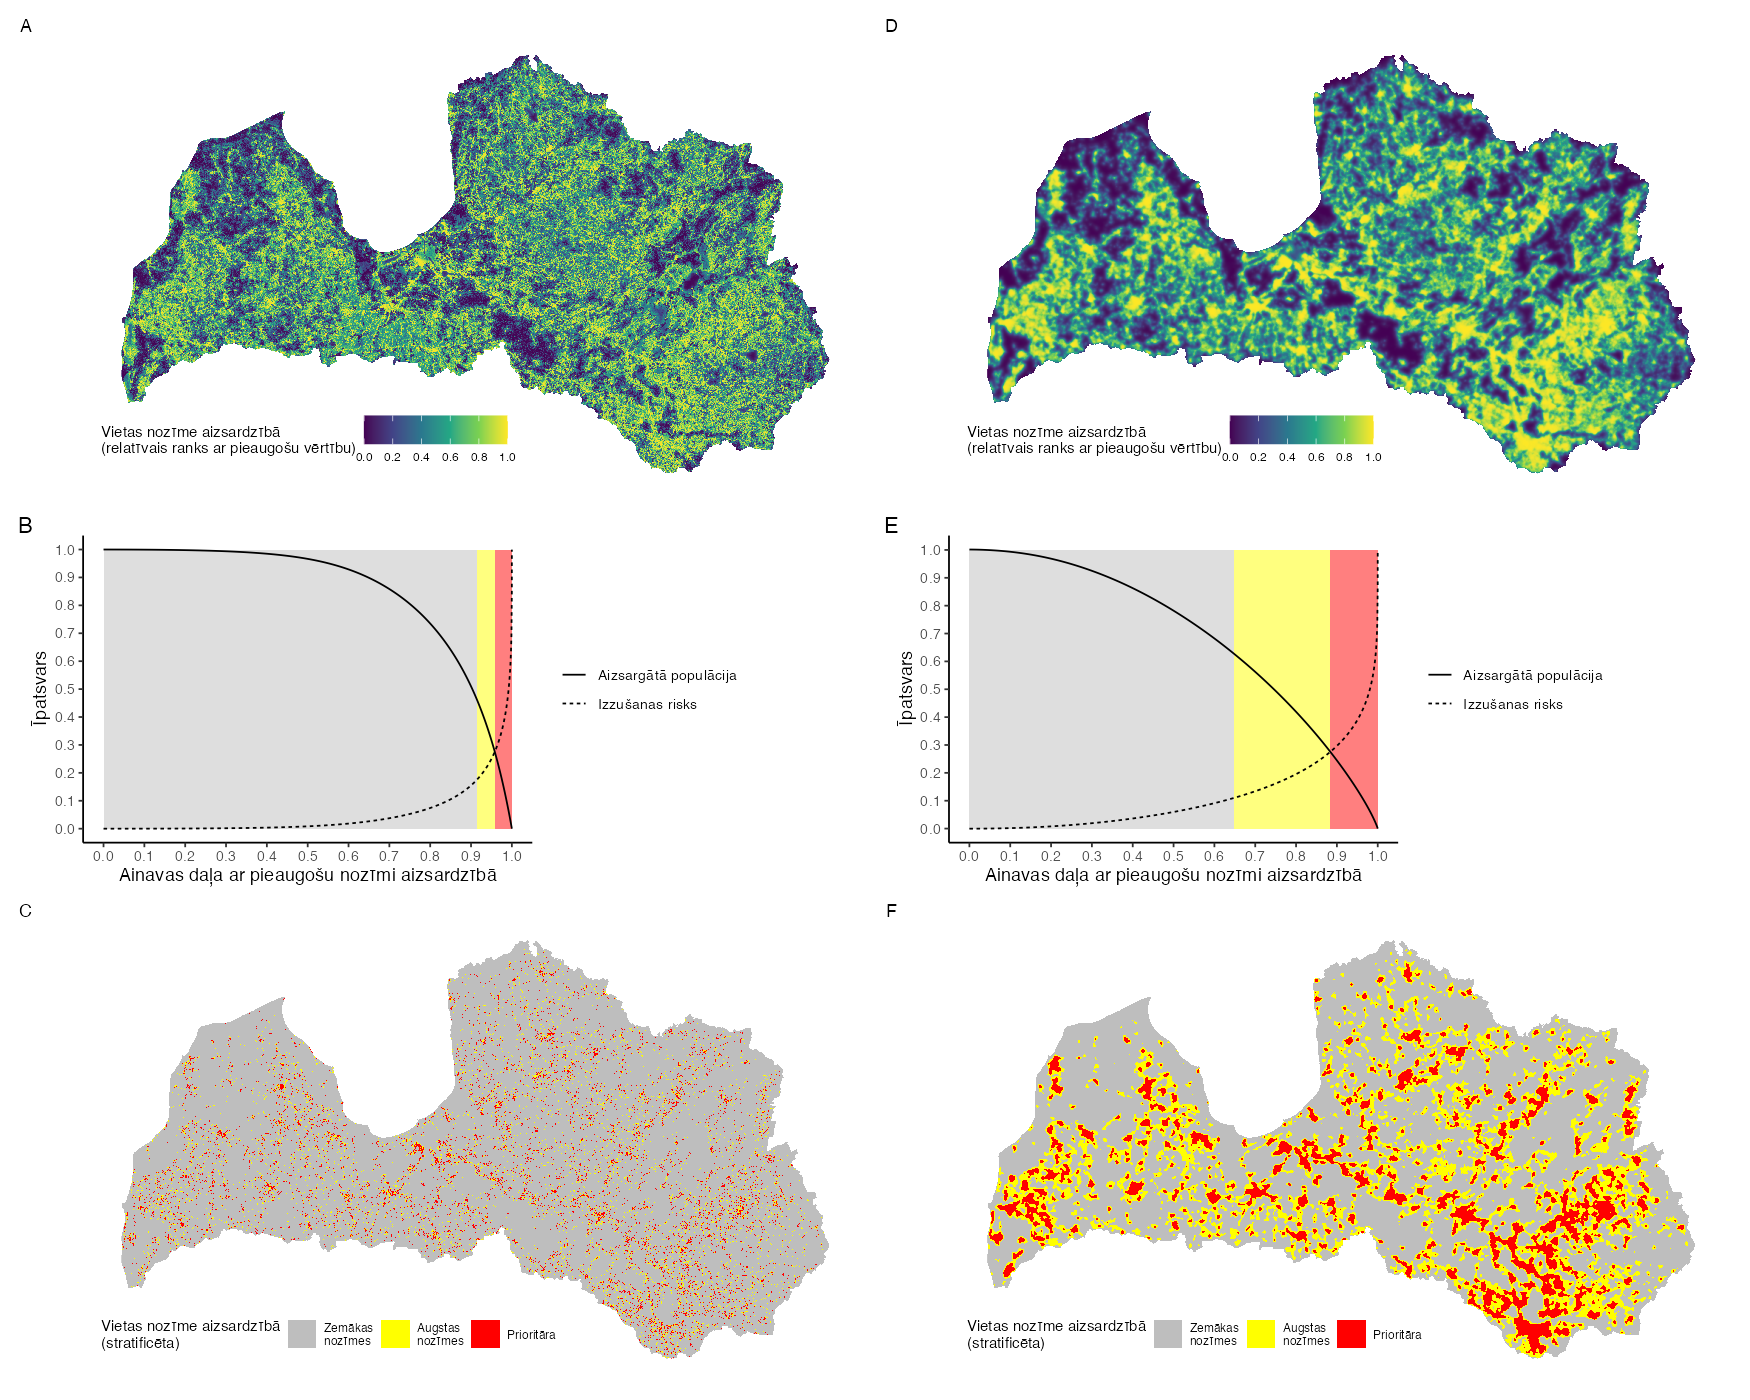 A
Vietas nozīme aizsardzībā
(relatīvais ranks ar pieaugošu vērtību)
0.0 0.2 0.4 0.6 0.8 1.0
D
Vietas nozīme aizsardzībā
(relatīvais ranks ar pieaugošu vērtību)
0.0 0.2 0.4 0.6 0.8 1.0
B
Īpatsvars
1.0
0.9
0.8
0.7
0.6
0.5
0.4
0.3
0.2
0.1
0.0
0.0 0.1 0.2 0.3 0.4 0.5 0.6 0.7 0.8 0.9 1.0
Ainavas daļa ar pieaugošu nozīmi aizsardzībā
Aizsargātā populācija
Izzušanas risks
E
Īpatsvars
1.0
0.9
0.8
0.7
0.6
0.5
0.4
0.3
0.2
0.1
0.0
0.0 0.1 0.2 0.3 0.4 0.5 0.6 0.7 0.8 0.9 1.0
Ainavas daļa ar pieaugošu nozīmi aizsardzībā
Aizsargātā populācija
Izzušanas risks
C
Vietas nozīme aizsardzībā
(stratificēta)
Zemākas
nozīmes
Augstas
nozīmes
Prioritāra
F
Vietas nozīme aizsardzībā
(stratificēta)
Zemākas
nozīmes
Augstas
nozīmes
Prioritāra